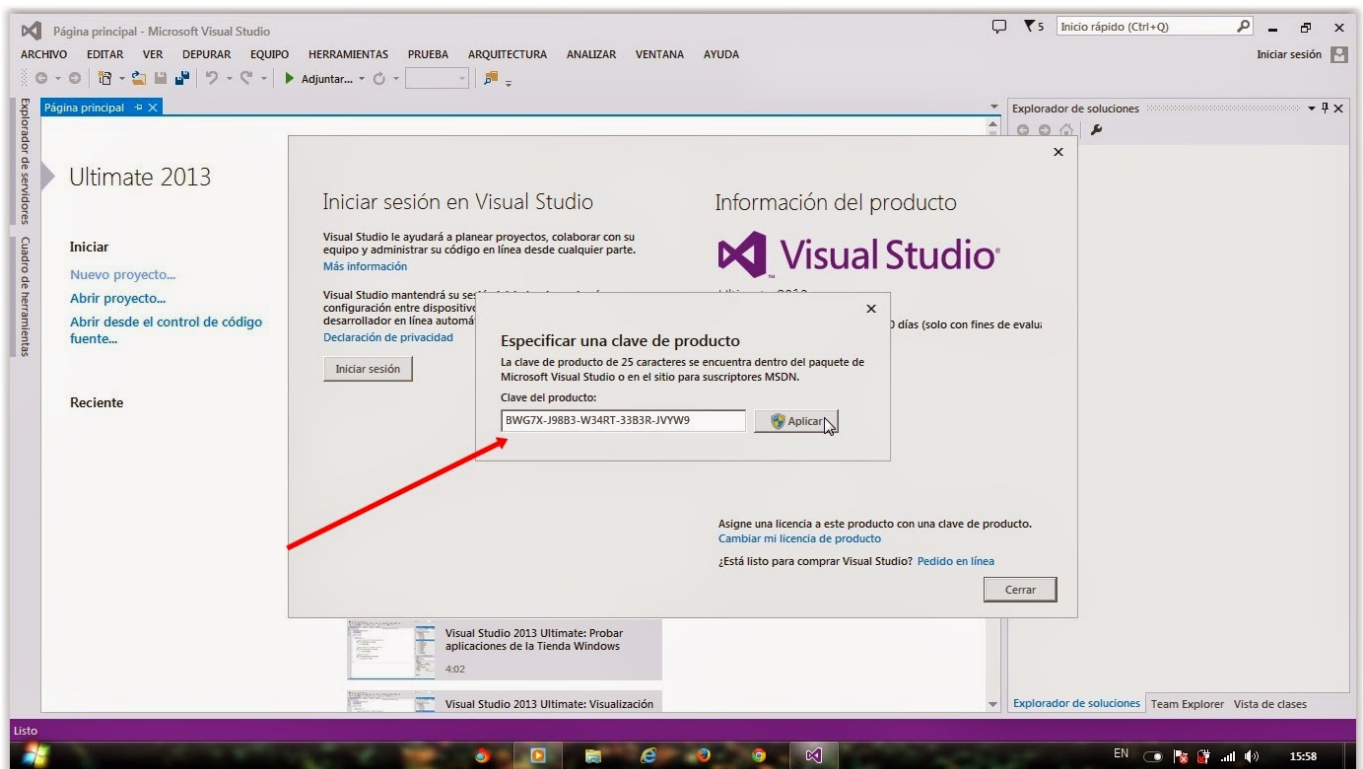 Página principal - Microsoft Visual Studio
5 Inicio rápido (Ctrl+Q)
ARCHIVO EDITAR VER DEPURAR EQUIPO HERRAMIENTAS PRUEBA ARQUITECTURA ANALIZAR VENTANA AYUDA
Iniciar sesión
Adjuntar...
Explorador de servidores
Cuadro de herramientas
Página principal
Ultimate 2013
Iniciar
Nuevo proyecto...
Abrir proyecto...
Abrir desde el control de código
fuente...
Reciente
Iniciar sesión en Visual Studio
Visual Studio le ayudará a planear proyectos, colaborar con su
equipo y administrar su código en línea desde cualquier parte.
Más información
Visual Studio mantendrá su
configuración entre
desarrollador en línea
Declaración de privacidad
Iniciar sesión
Información del producto
Visual Studio
días (solo con fines de
Especificar una clave de producto
La clave de producto de 25 caracteres se encuentra dentro del paquete de
Microsoft Visual Studio o en el sitio para suscriptores MSDN.
Clave del producto:
BWG7X-J98B3-W34RT-33B3R-JVYW9
Aplicar
Asigne una licencia a este producto con una clave de producto.
Cambiar mi licencia de producto
¿Está listo para comprar Visual Studio? Pedido en línea
Cerrar
Visual Studio 2013 Ultimate: Probar
aplicaciones de la Tienda Windows
4:02
Visual Studio 2013 Ultimate: Visualización
Explorador de soluciones
Explorador de soluciones Team Explorer Vista de clases
Listo
EN 15:58